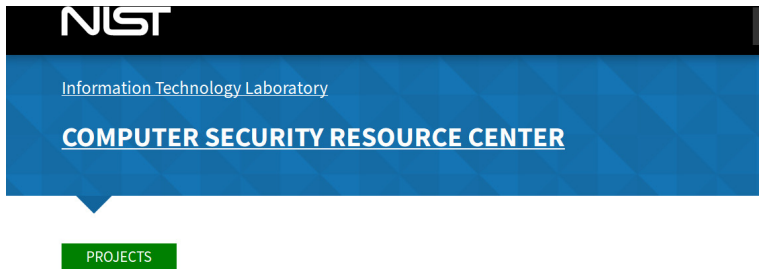 NIST
Information Technology Laboratory
COMPUTER SECURITY RESOURCE CENTER
PROJECTS